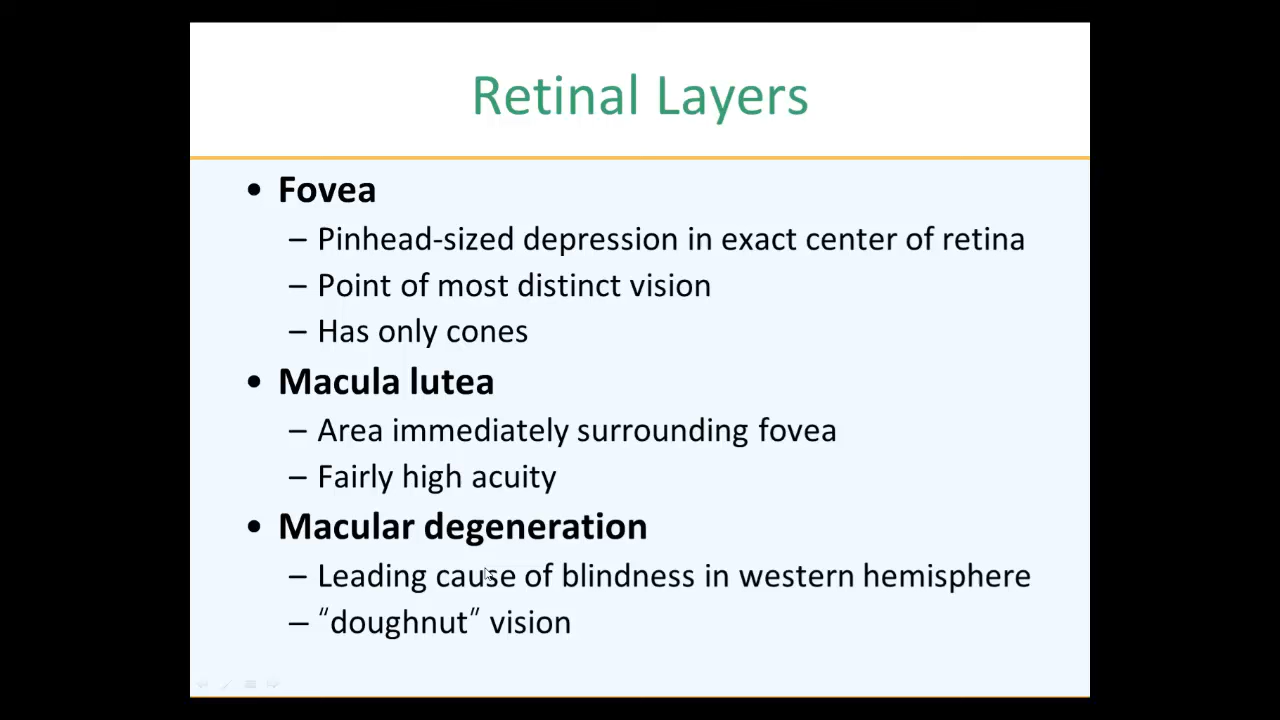 Retinal Layers
• Fovea
– Pinhead-sized depression in exact center of retina
– Point of most distinct vision
– Has only cones
• Macula lutea
– Area immediately surrounding fovea
– Fairly high acuity
• Macular degeneration
– Leading cause of blindness in western hemisphere
– “doughnut” vision